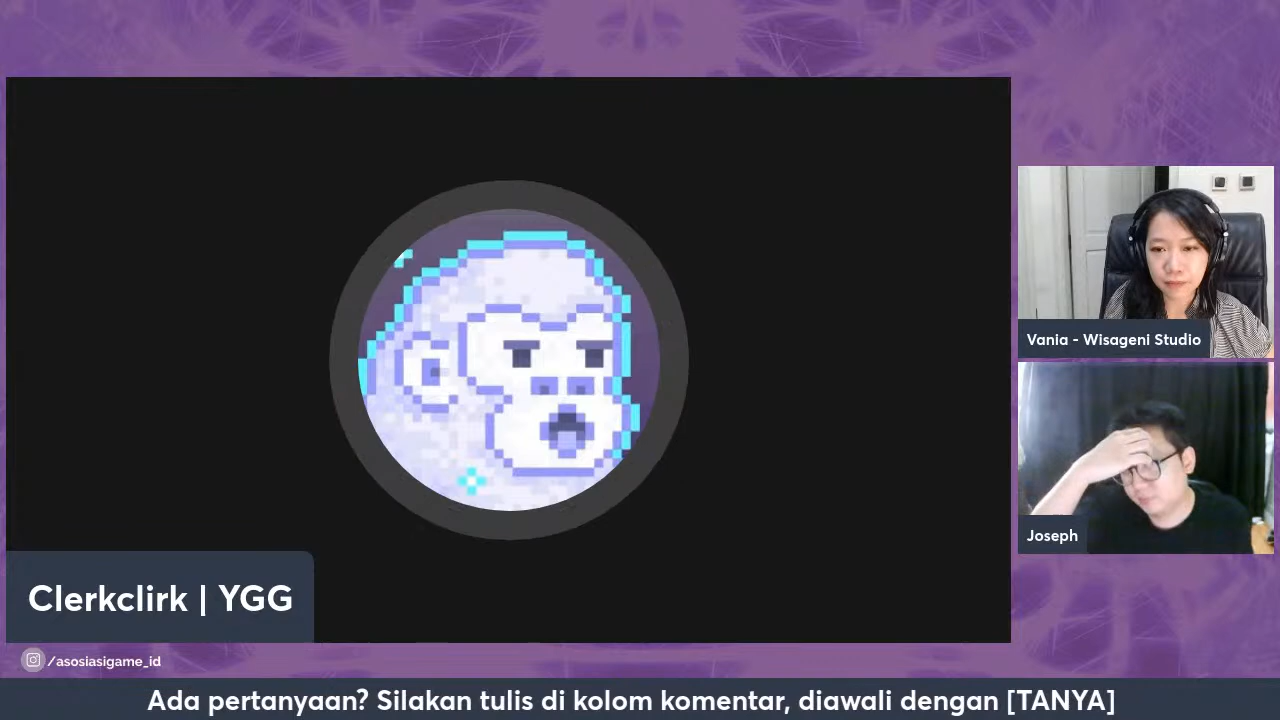 Vania - Wisageni Studio
Joseph
Clerkclirk | YGG
/asosiasigame_id
Ada pertanyaan? Silakan tulis di kolom komentar, diawali dengan [TANYA]